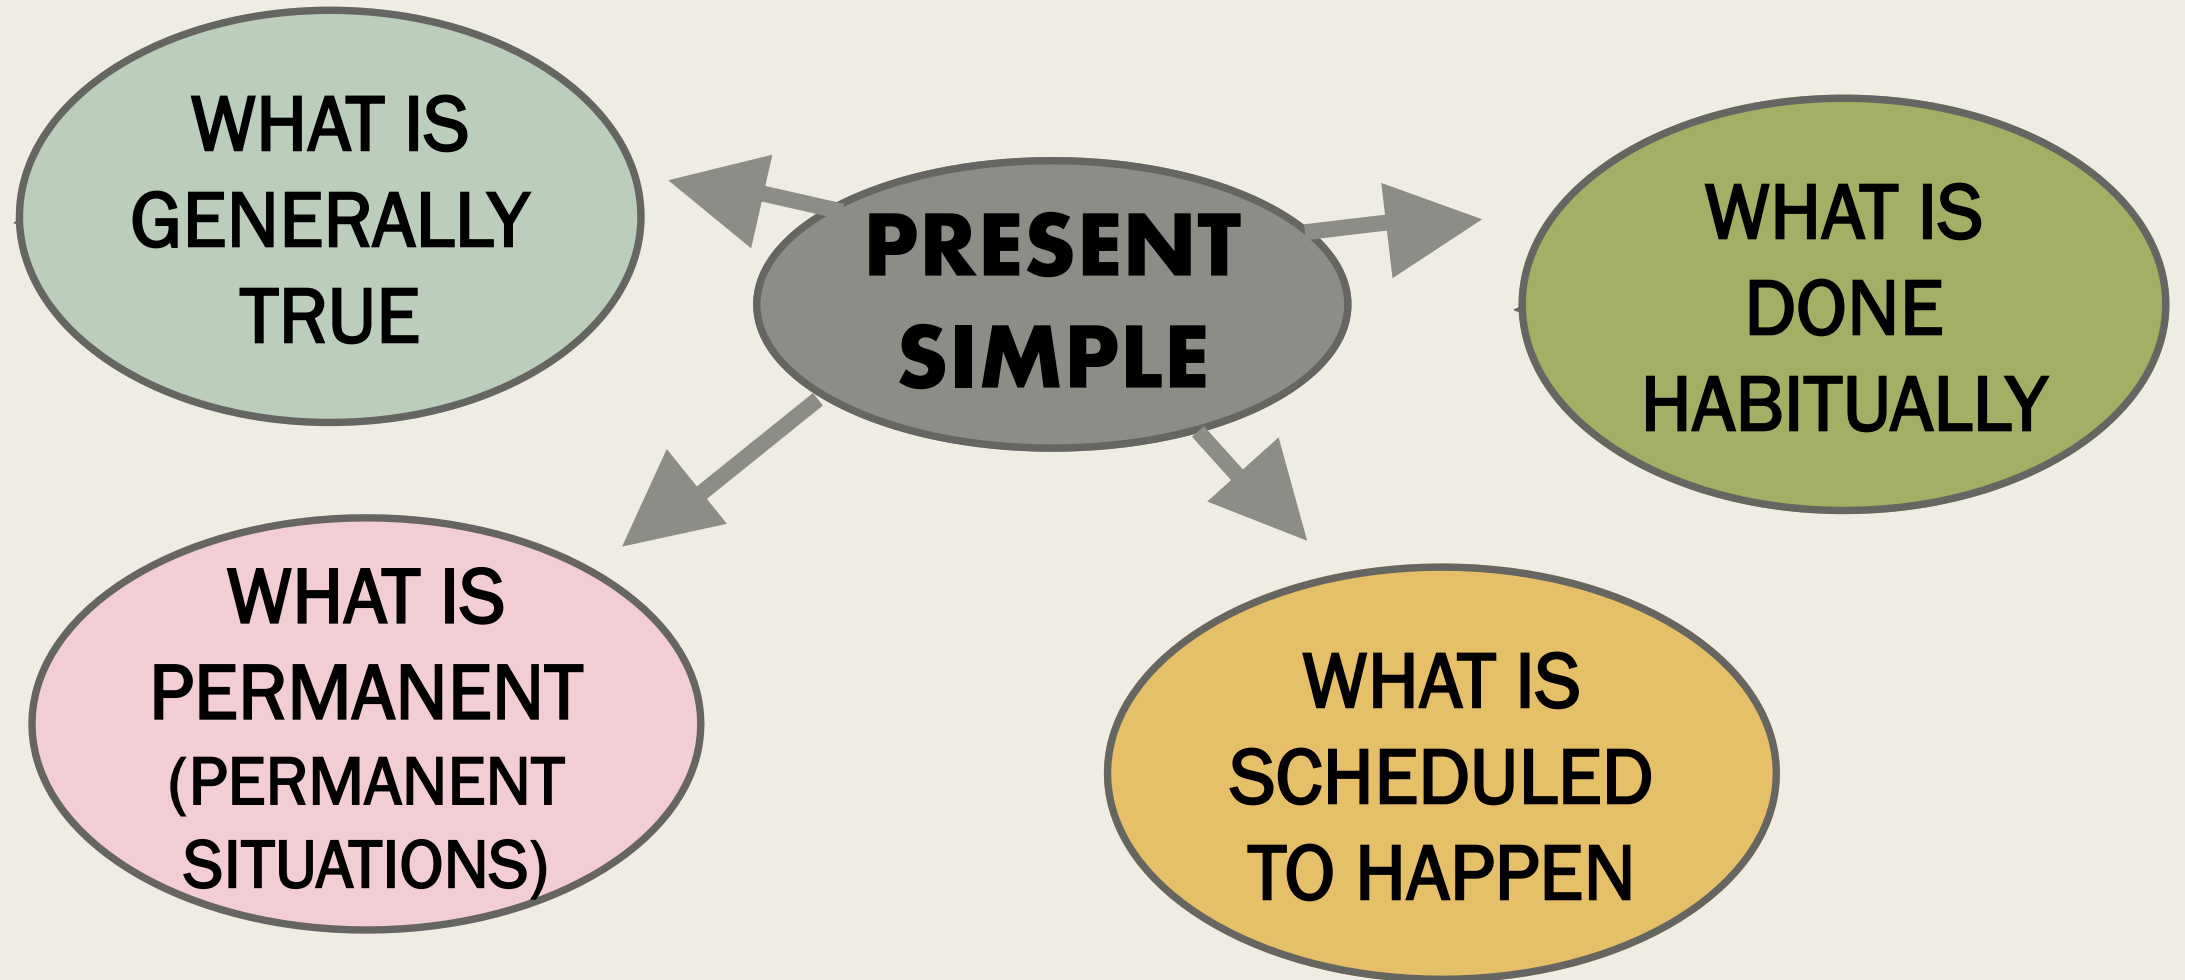 WHAT IS
GENERALLY
TRUE
PRESENT
SIMPLE
WHAT IS
DONE
HABITUALLY
WHAT IS
PERMANENT
(PERMANENT
SITUATIONS)
WHAT IS
SCHEDULED
TO HAPPEN